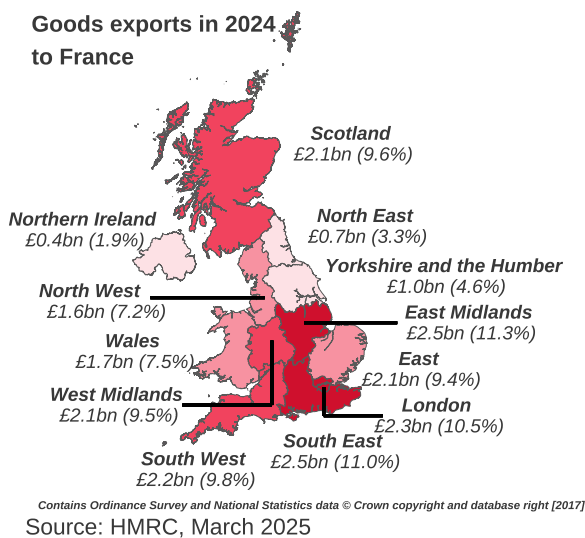 Goods exports in 2024
to France
Scotland
£2.1bn (9.6%)
Northern Ireland
£0.4bn (1.9%)
North East
£0.7bn (3.3%)
Yorkshire and the Humber
£1.0bn (4.6%)
North West
£1.6bn (7.2%)
East Midlands
£2.5bn (11.3%)
Wales
£1.7bn (7.5%)
East
£2.1bn (9.4%)
West Midlands
£2.1bn (9.5%)
London
£2.3bn (10.5%)
South East
£2.5bn (11.0%)
South West
£2.2bn (9.8%)
Contains Ordinance Survey and National Statistics data © Crown copyright and database right [2017]
Source: HMRC, March 2025